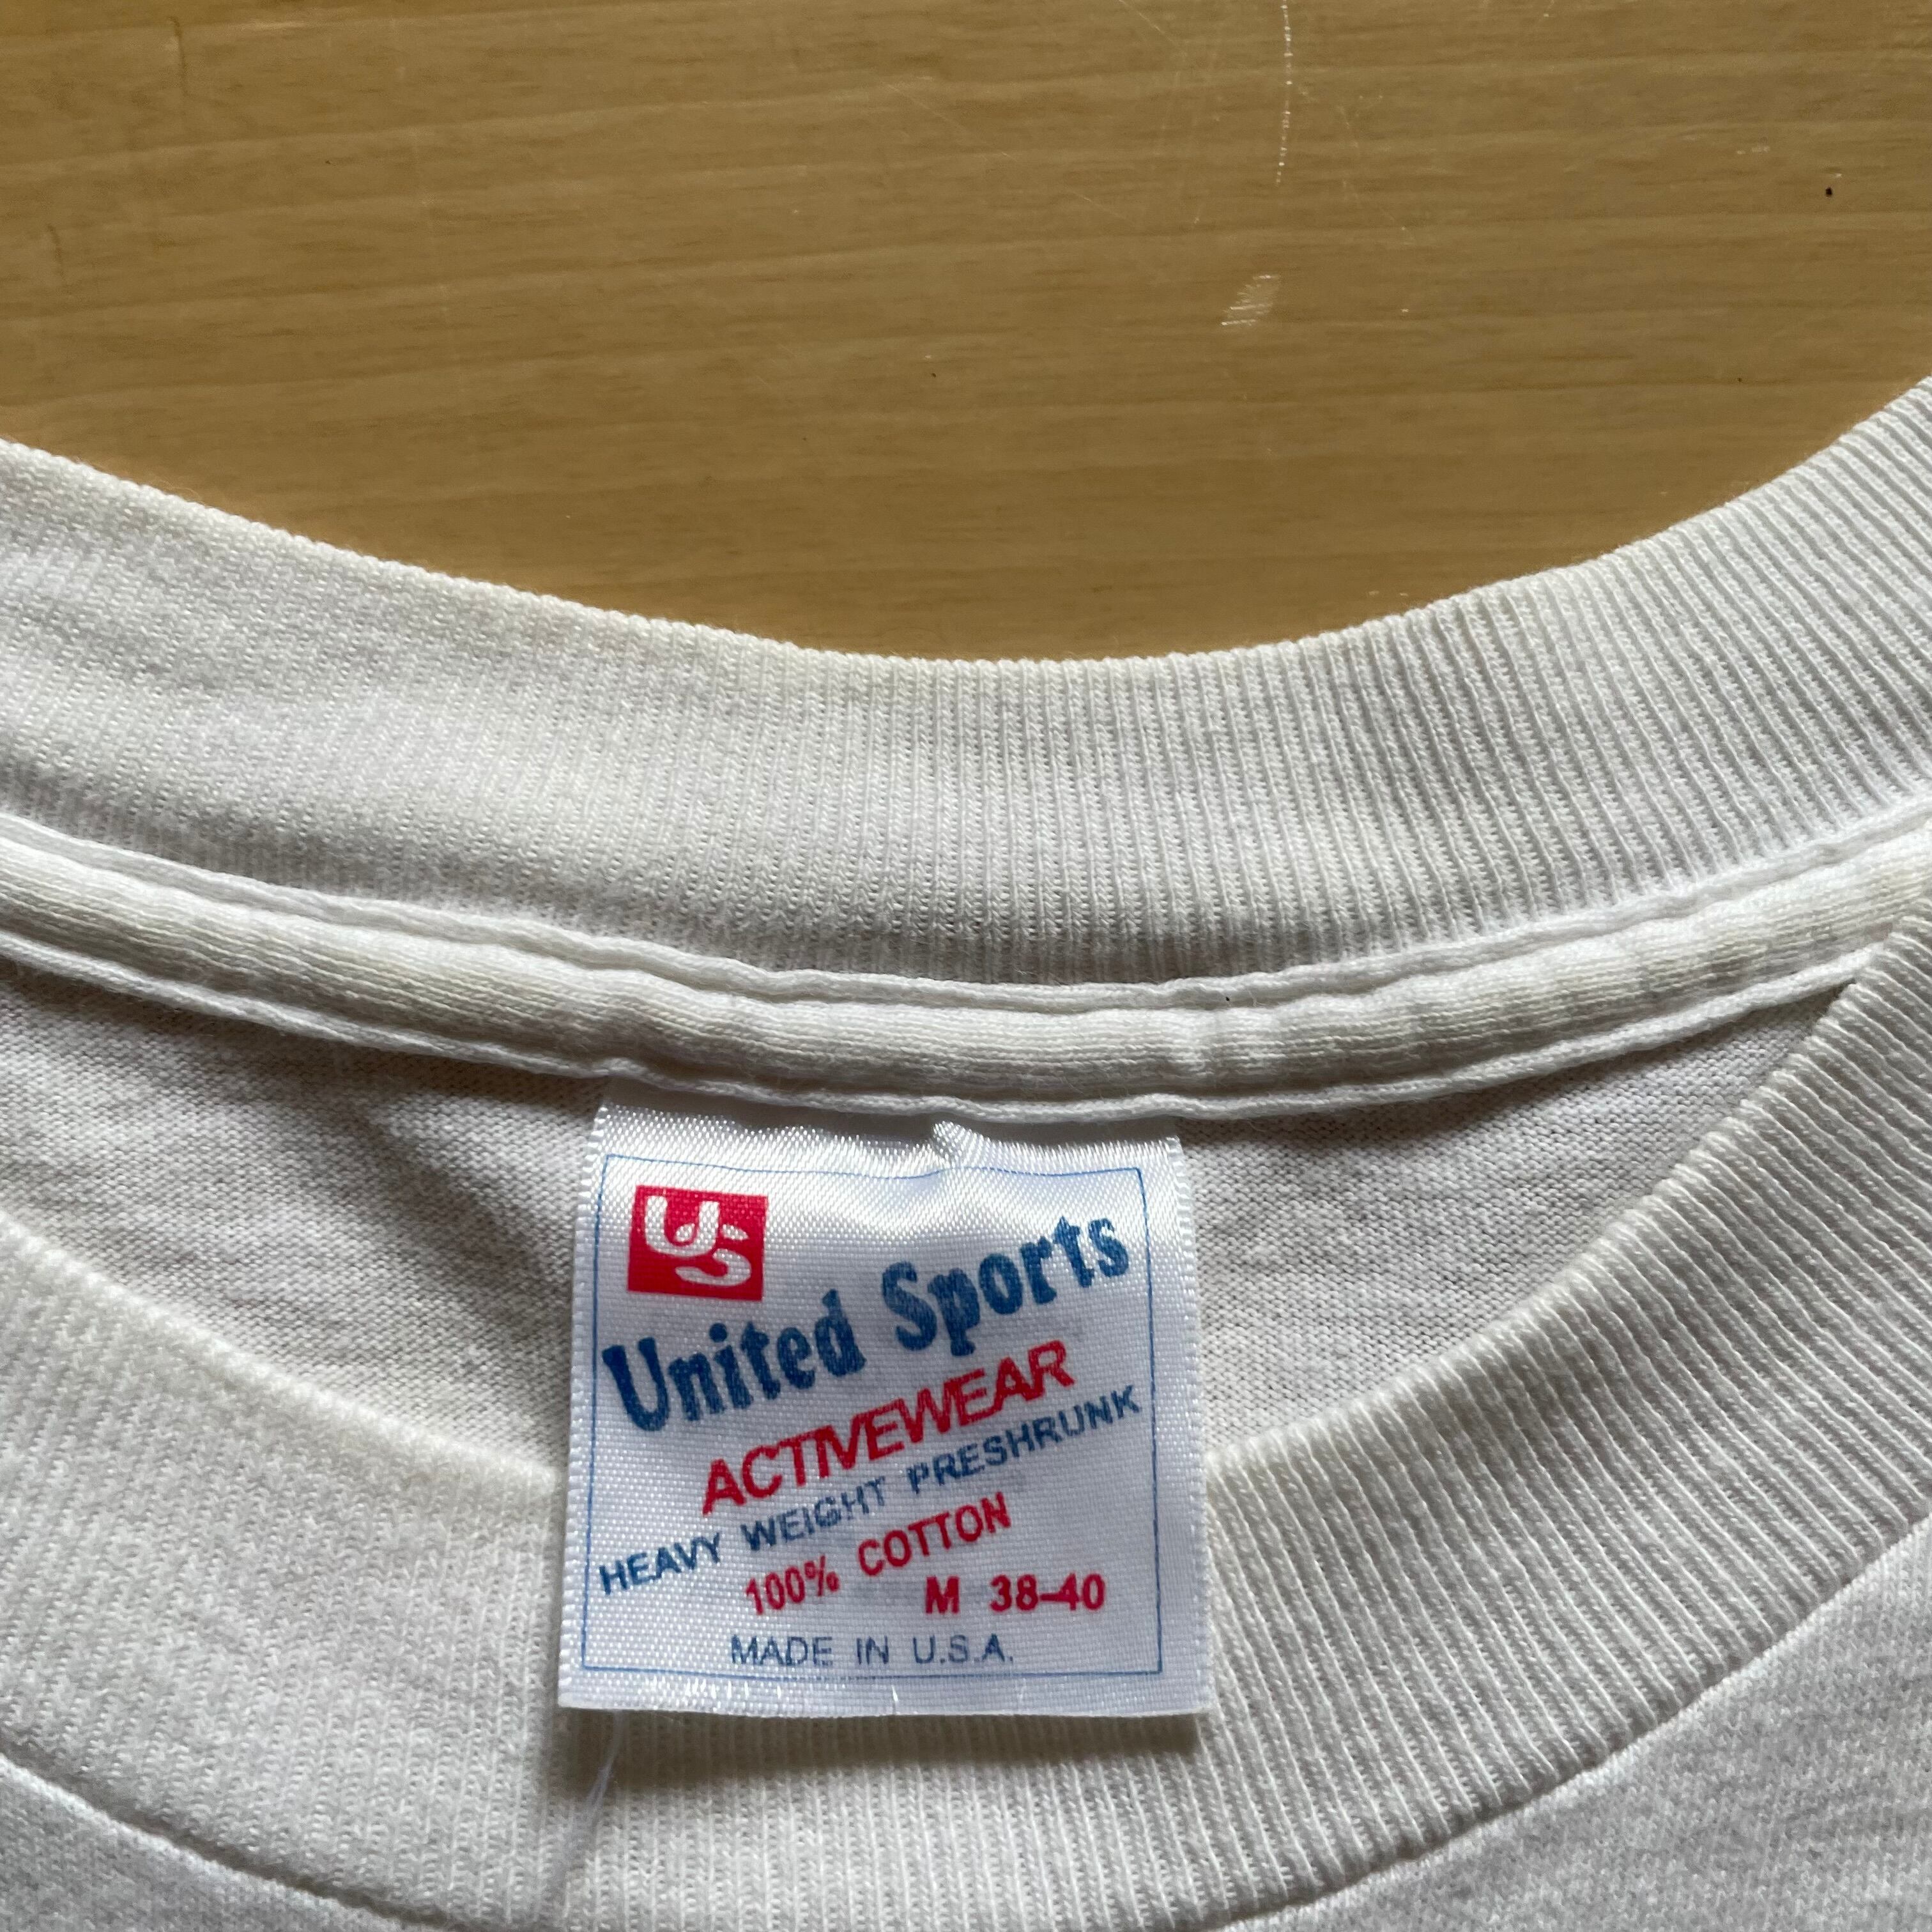 US
United Sports
ACTIVEWEAR
HEAVY WEIGHT PRESHRUNK
100% COTTON
M 38-40
MADE IN U.S.A.